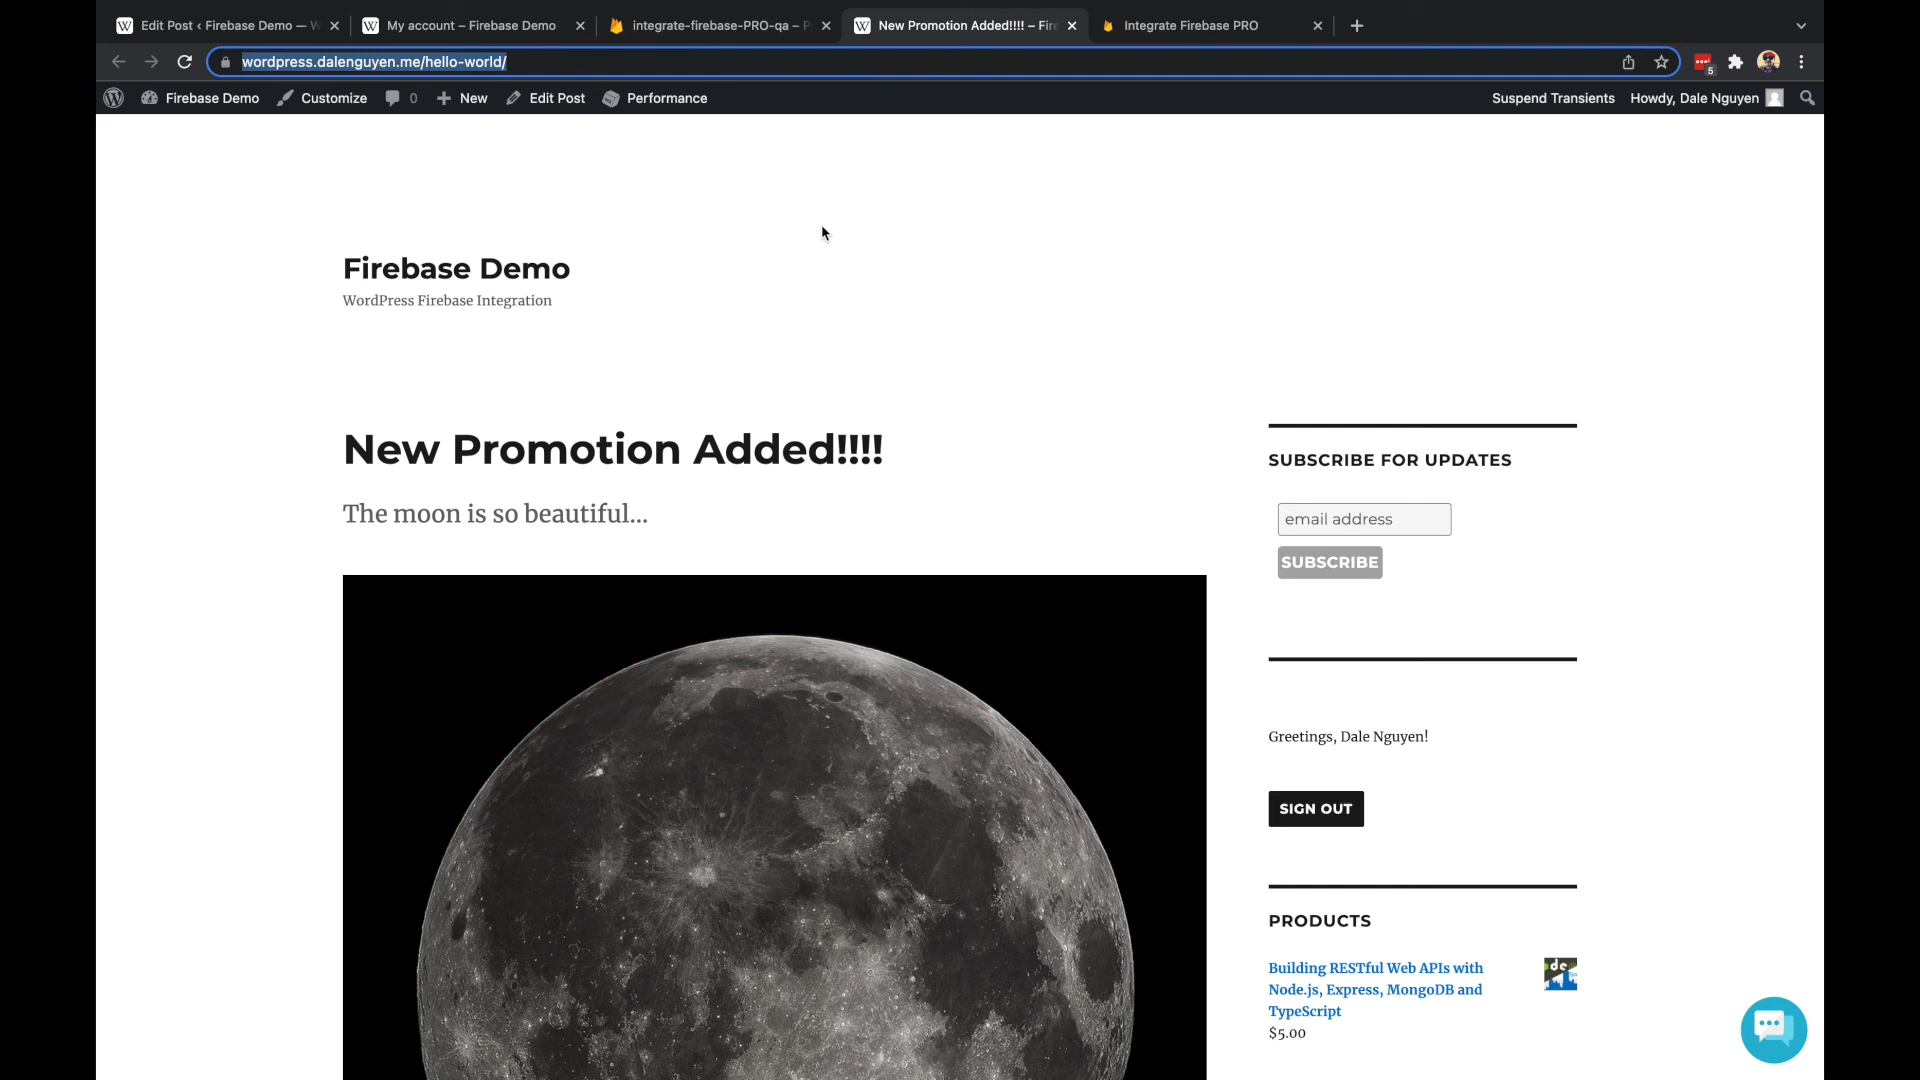 Edit Post ‹ Firebase Demo —
My account – Firebase Demo
integrate-firebase-PRO-qa –
New Promotion Added!!!! – Fire
Integrate Firebase PRO
wordpress.dalenguyen.me/hello-world/
5
Firebase Demo
Customize
0
New
Edit Post
Performance
Suspend Transients
Howdy, Dale Nguyen
Firebase Demo
WordPress Firebase Integration
New Promotion Added!!!!
The moon is so beautiful...
SUBSCRIBE FOR UPDATES
email address
SUBSCRIBE
Greetings, Dale Nguyen!
SIGN OUT
PRODUCTS
Building RESTful Web APIs with
Node.js, Express, MongoDB and
TypeScript
$5.00